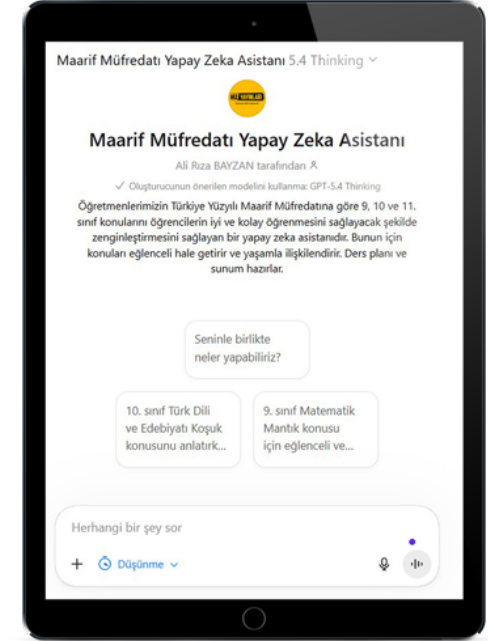 Maarif Müfredatı Yapay Zeka Asistanı 5.4 Thinking
Maarif Müfredatı Yapay Zeka Asistanı
Ali Rıza BAYZAN tarafından
Oluşturucunun önerilen modelini kullanma: GPT-5.4 Thinking
Öğretmenlerimizin Türkiye Yüzyılı Maarif Müfredatına göre 9, 10 ve 11.
sınıf konularını öğrencilerin iyi ve kolay öğrenmesini sağlayacak şekilde
zenginleştirmesini sağlayan bir yapay zeka asistanıdır. Bunun için
konuları eğlenceli hale getirir ve yaşamla ilişkilendirir. Ders planı ve
sunum hazırlar.
Seninle birlikte
neler yapabiliriz?
10. sınıf Türk Dili
ve Edebiyatı Koşuk
konusunu anlatırk...
9. sınıf Matematik
Mantık konusu
için eğlenceli ve...
Herhangi bir şey sor
Düşünme